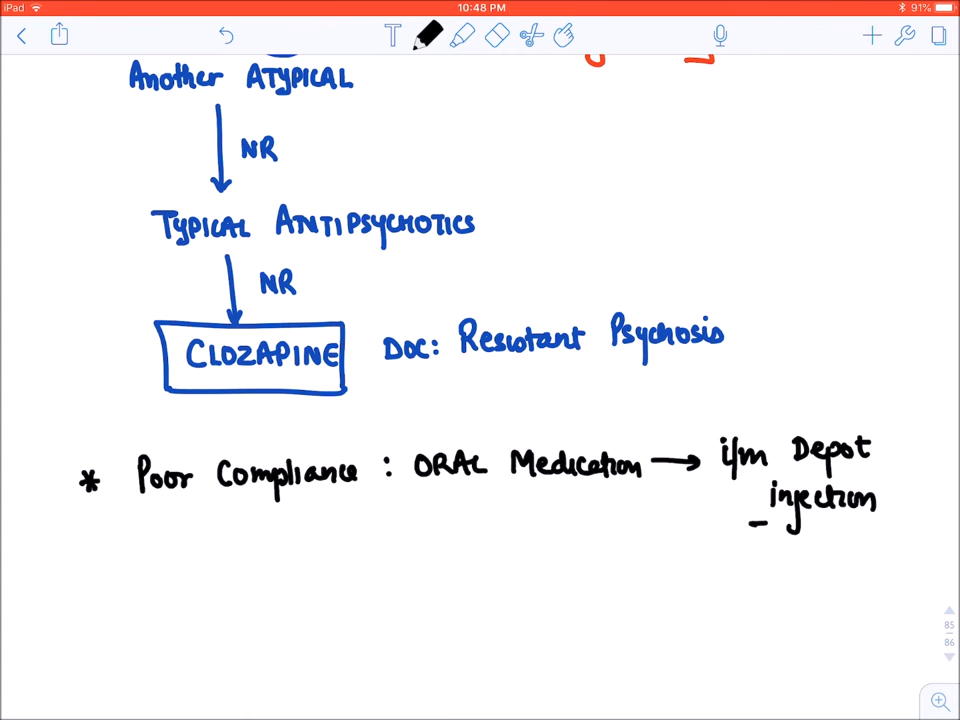 iPad 10:48 PM 91%
T
Another ATYPICAL
NR
TYPICAL ANTIPSYCHOTICS
NR
CLOZAPINE DOC: Resistant Psychosis
* Poor Compliance : ORAL Medication → i/m Depot
injection
85
86